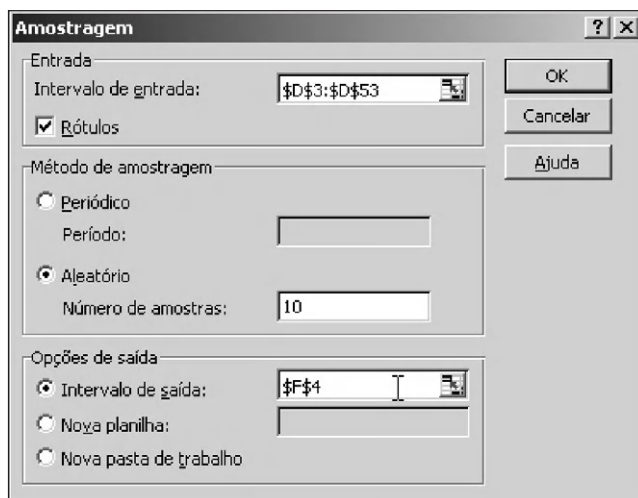 Amostragem
Entrada
Intervalo de entrada: $D$3:$D$53
Rótulos
Método de amostragem
Periódico
Período:
Aleatório
Número de amostras: 10
Opções de saída
Intervalo de saída: $F$4
Nova planilha:
Nova pasta de trabalho
OK
Cancelar
Ajuda